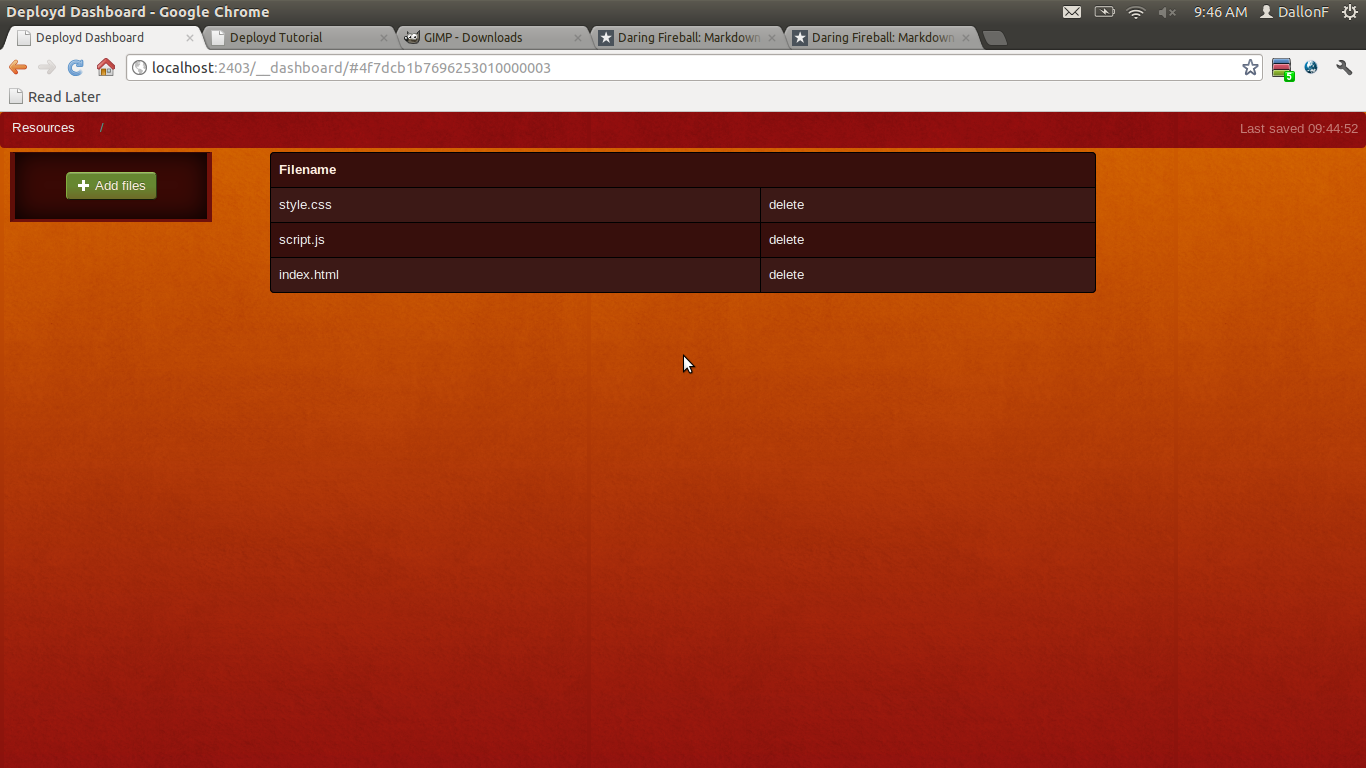 Deployd Dashboard - Google Chrome
9:46 AM DallonF
Deployd Dashboard
Deployd Tutorial
GIMP - Downloads
Daring Fireball: Markdown
Daring Fireball: Markdown
localhost:2403/__dashboard/#4f7dcb1b7696253010000003
5
Read Later
Resources /
Last saved 09:44:52
Add files
Filename
style.css delete
script.js delete
index.html delete